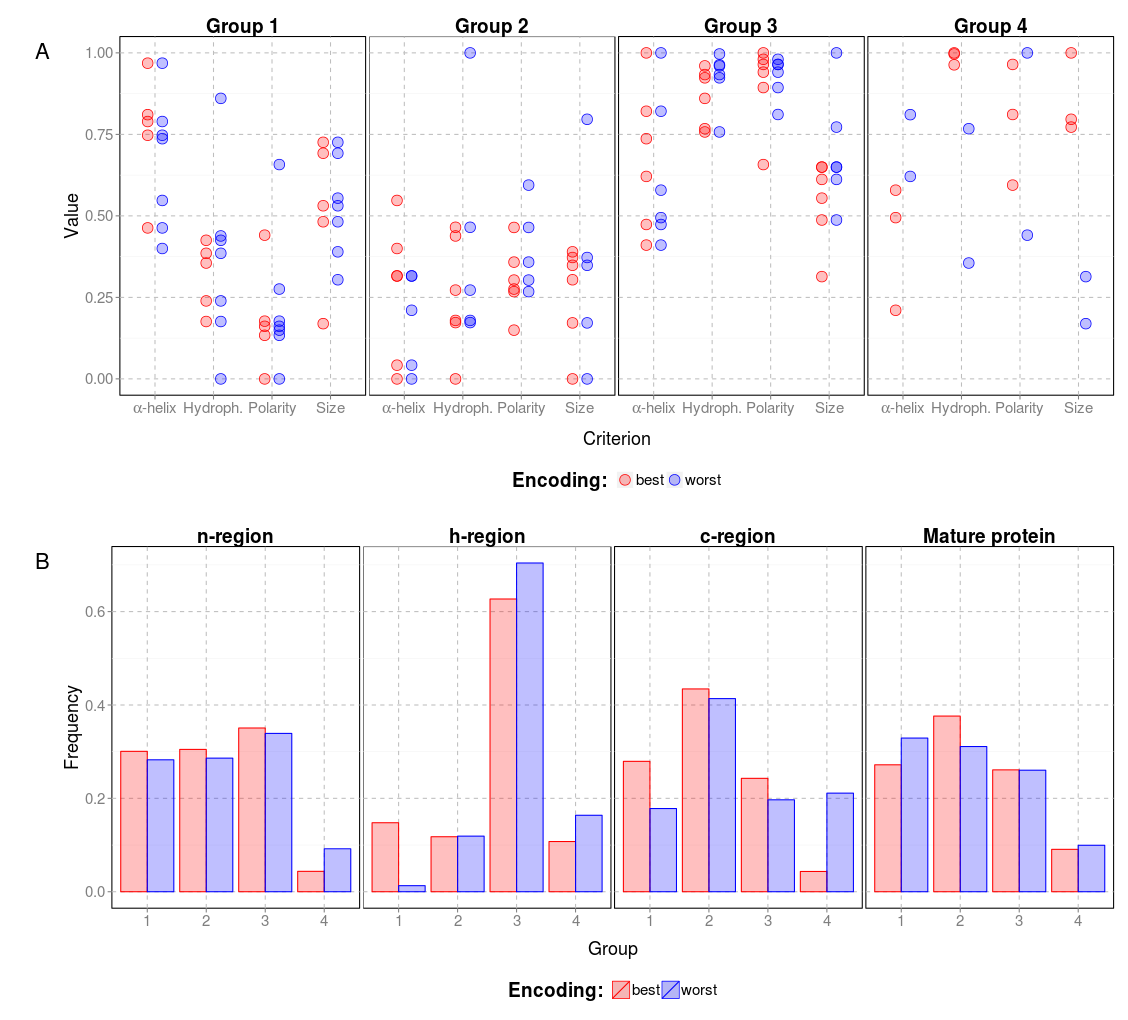 A
Group 1 Group 2 Group 3 Group 4
1.00
0.75
0.50
0.25
0.00
Value
α-helix Hydroph. Polarity Size α-helix Hydroph. Polarity Size α-helix Hydroph. Polarity Size α-helix Hydroph. Polarity Size
Criterion
Encoding: best worst
B
n-region h-region c-region Mature protein
0.6
0.4
0.2
0.0
Frequency
1 2 3 4 1 2 3 4 1 2 3 4 1 2 3 4
Group
Encoding: best worst